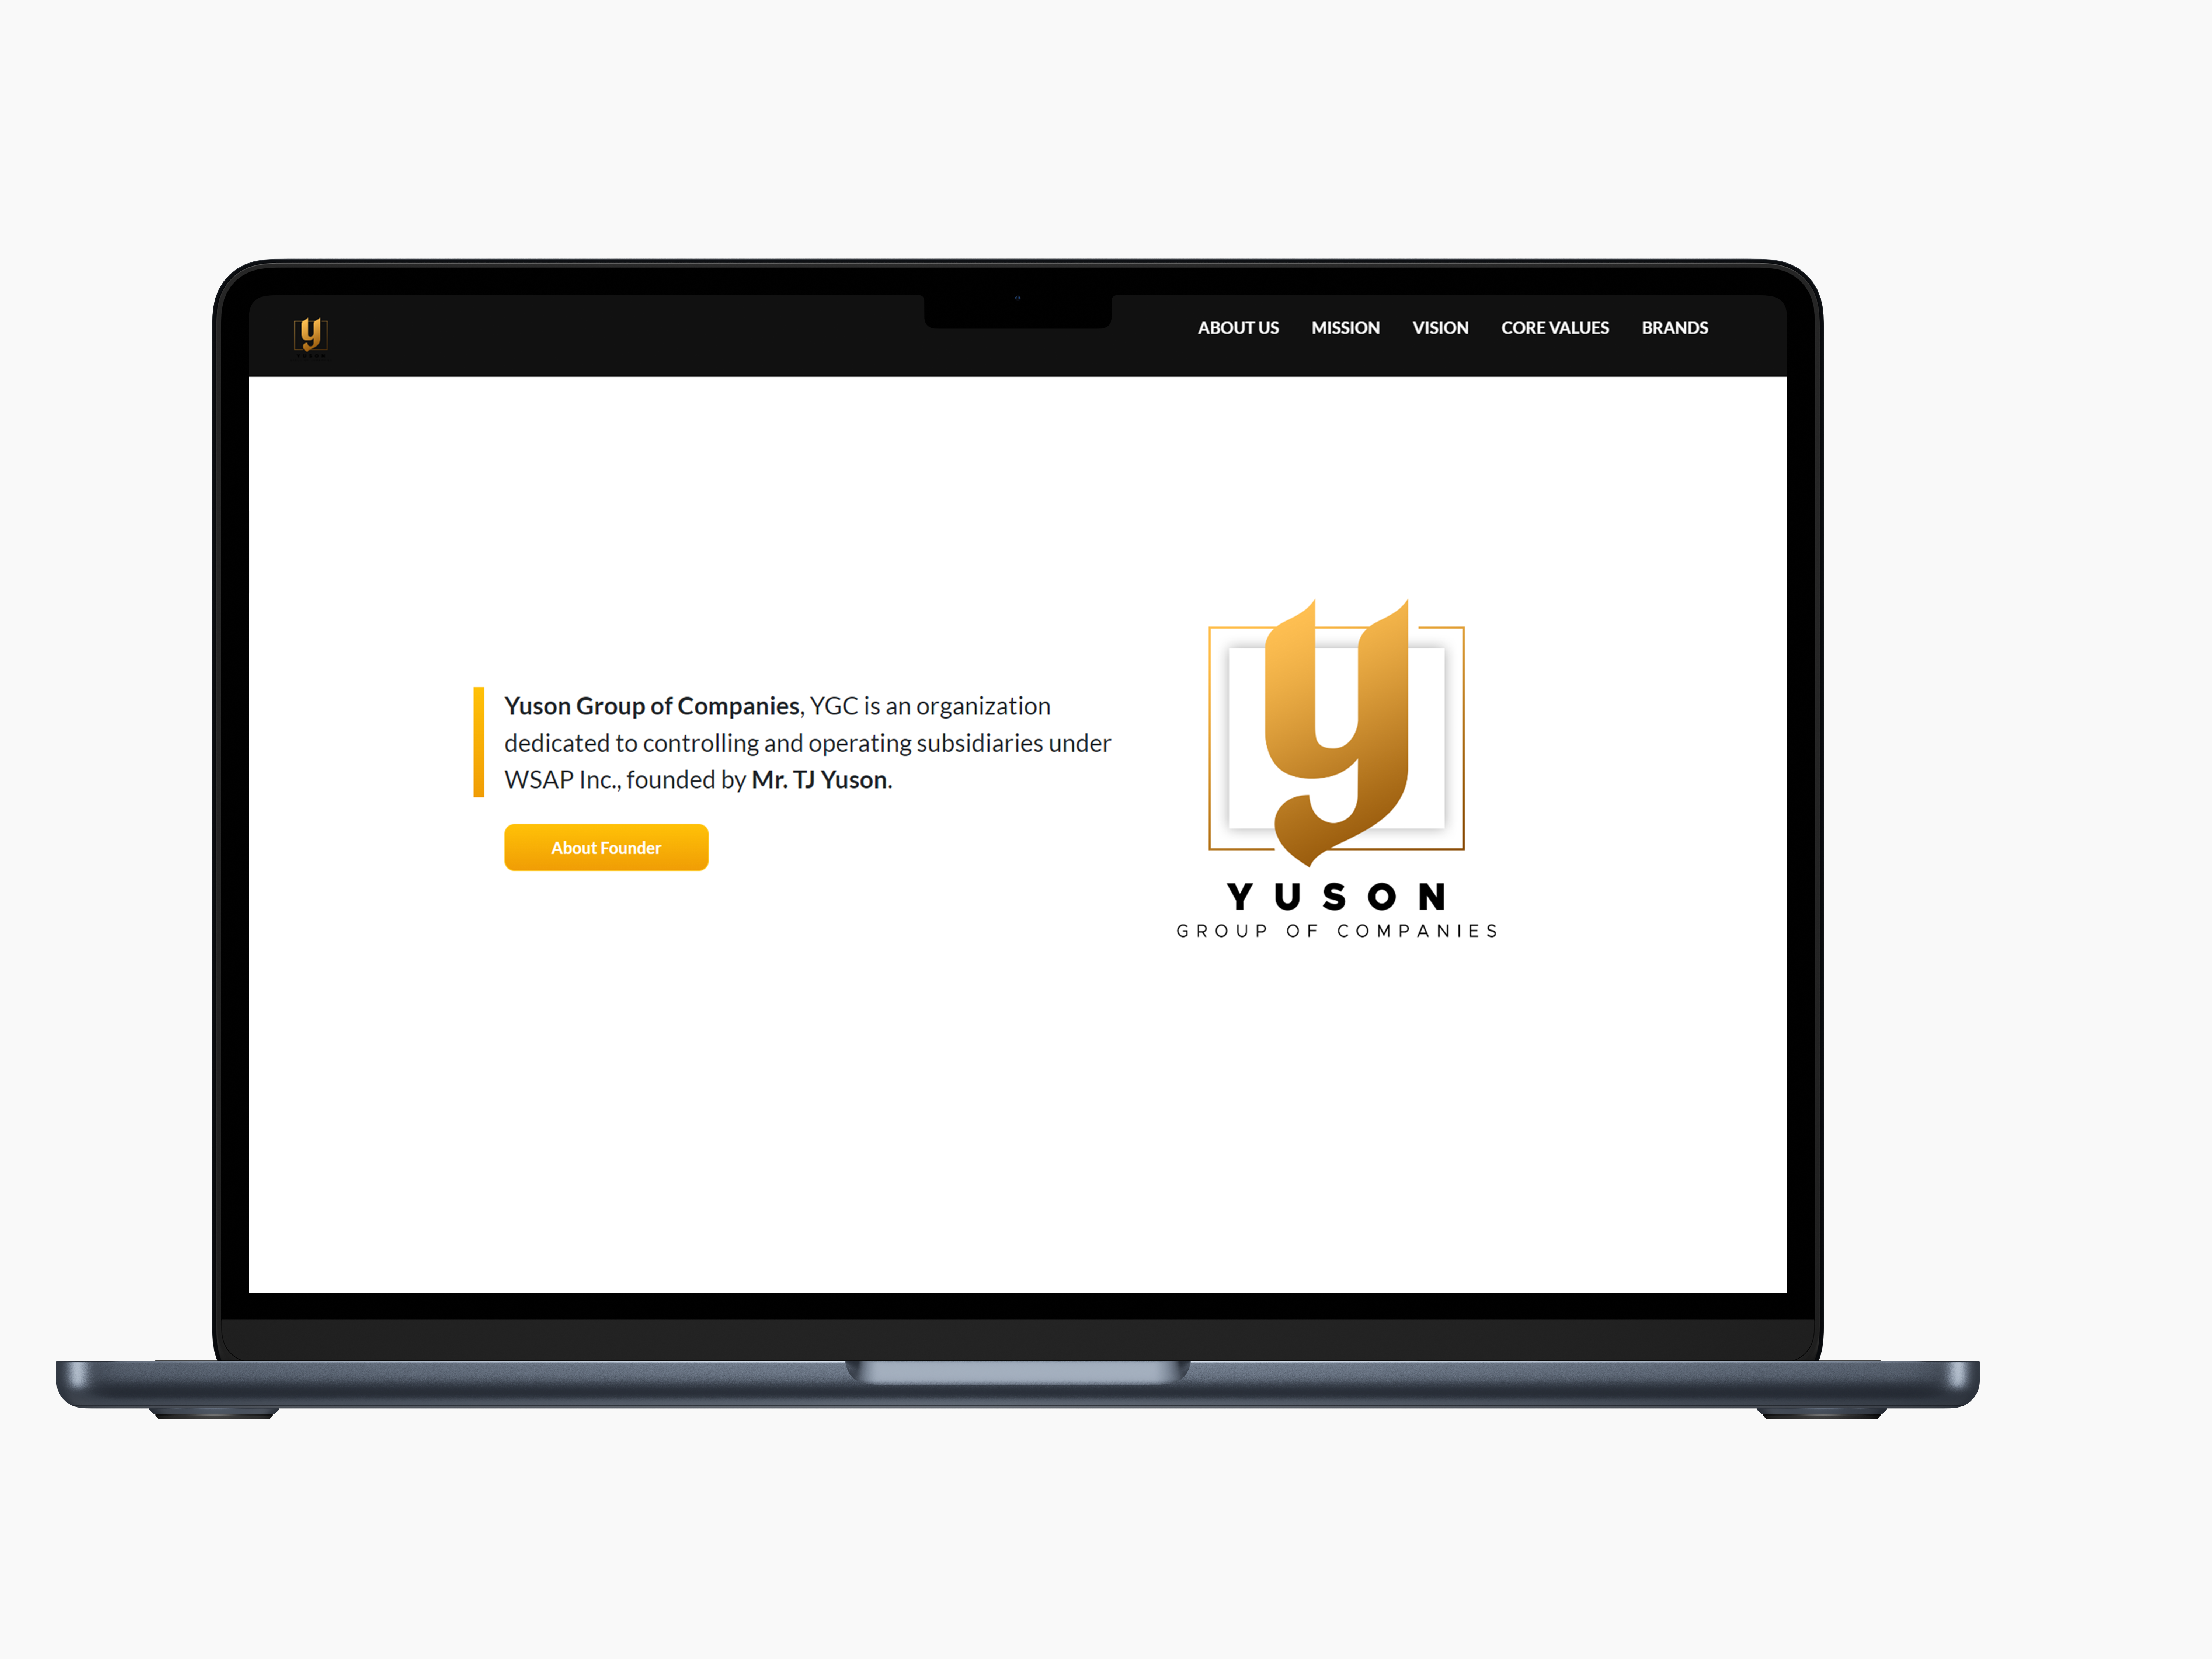 y
ABOUT US MISSION VISION CORE VALUES BRANDS
Yuson Group of Companies, YGC is an organization
dedicated to controlling and operating subsidiaries under
WSAP Inc., founded by Mr. TJ Yuson.
About Founder
y
YUSON
GROUP OF COMPANIES